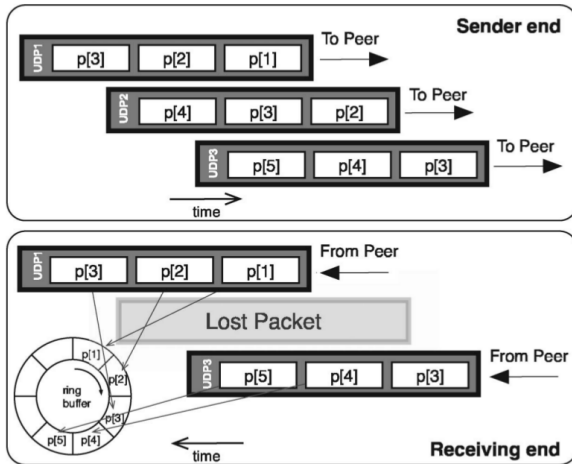 Sender end
UDP1 p[3] p[2] p[1] To Peer
UDP2 p[4] p[3] p[2] To Peer
UDP3 p[5] p[4] p[3] To Peer
time
UDP1 p[3] p[2] p[1] From Peer
Lost Packet
UDP3 p[5] p[4] p[3] From Peer
p[1]
p[2]
ring
buffer
p[3]
p[5] p[4]
time
Receiving end